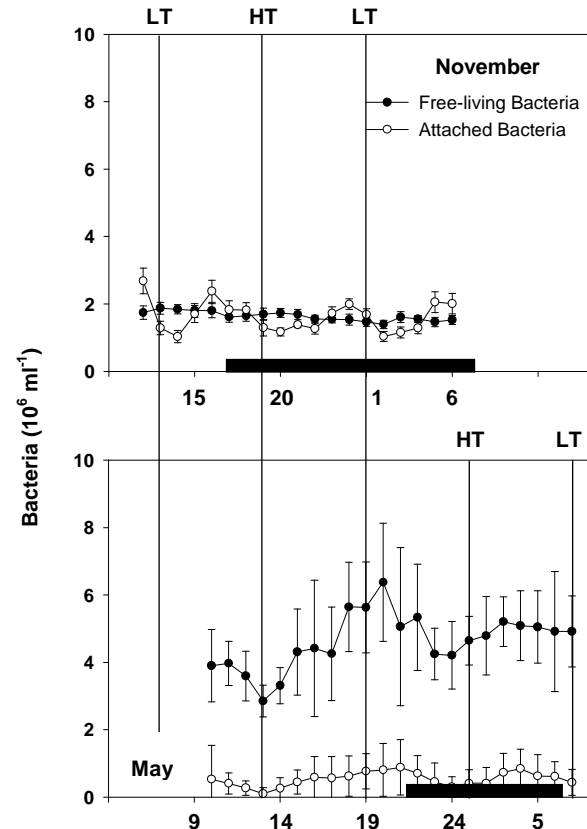 LT HT LT
10
8
6
4
2
0
November
Free-living Bacteria
Attached Bacteria
15 20 1 6
Bacteria (10⁶ ml⁻¹)
HT LT
10
8
6
4
2
0
May
9 14 19 24 5